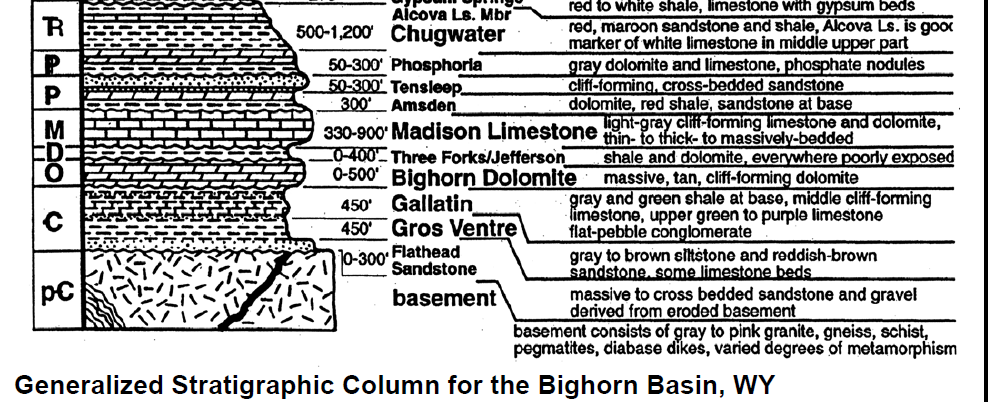 Gypsum Springs
red to white shale, limestone with gypsum beds
Alcova Ls. Mbr
TR
500-1,200'
Chugwater
red, maroon sandstone and shale, Alcova Ls. is good
marker of white limestone in middle upper part
P
50-300'
Phosphoria
gray dolomite and limestone, phosphate nodules
P
50-300'
Tensleep
cliff-forming, cross-bedded sandstone
300'
Amsden
dolomite, red shale, sandstone at base
M
330-900'
Madison Limestone
light-gray cliff-forming limestone and dolomite,
thin- to thick- to massively-bedded
D
0-400'
Three Forks/Jefferson
shale and dolomite, everywhere poorly exposed
O
0-500'
Bighorn Dolomite
massive, tan, cliff-forming dolomite
C
450'
Gallatin
gray and green shale at base, middle cliff-forming
limestone, upper green to purple limestone
flat-pebble conglomerate
450'
Gros Ventre
gray to brown siltstone and reddish-brown
sandstone, some limestone beds
0-300'
Flathead
Sandstone
massive to cross bedded sandstone and gravel
derived from eroded basement
pC
basement
basement consists of gray to pink granite, gneiss, schist,
pegmatites, diabase dikes, varied degrees of metamorphism
Generalized Stratigraphic Column for the Bighorn Basin, WY